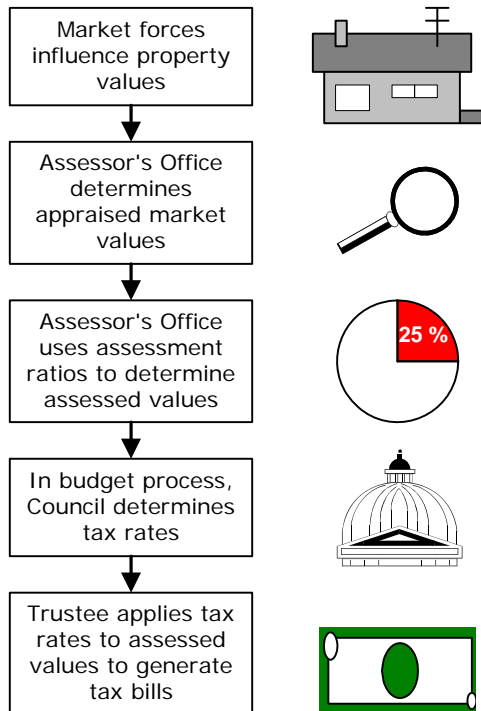 Market forces
influence property
values
Assessor's Office
determines
appraised market
values
Assessor's Office
uses assessment
ratios to determine
assessed values
25 %
In budget process,
Council determines
tax rates
Trustee applies tax
rates to assessed
values to generate
tax bills